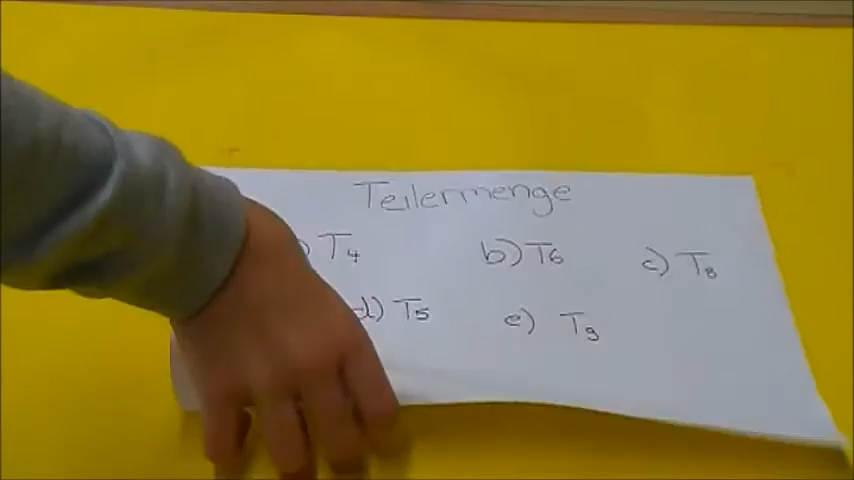 Teilermenge
) T₄ b) T₆ c) T₈
d) T₅ e) T₉